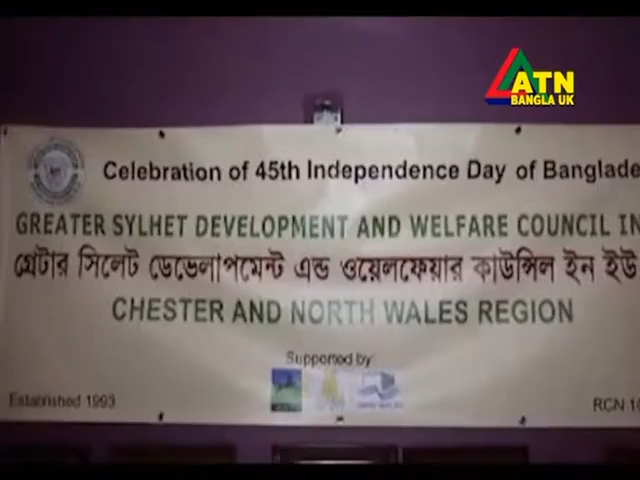 ATN
BANGLA UK
Celebration of 45th Independence Day of Banglade
GREATER SYLHET DEVELOPMENT AND WELFARE COUNCIL IN
গ্রেটার সিলেট ডেভেলাপমেন্ট এন্ড ওয়েলফেয়ার কাউন্সিল ইন ইউ
CHESTER AND NORTH WALES REGION
Supported by
Established 1993
RCN 10